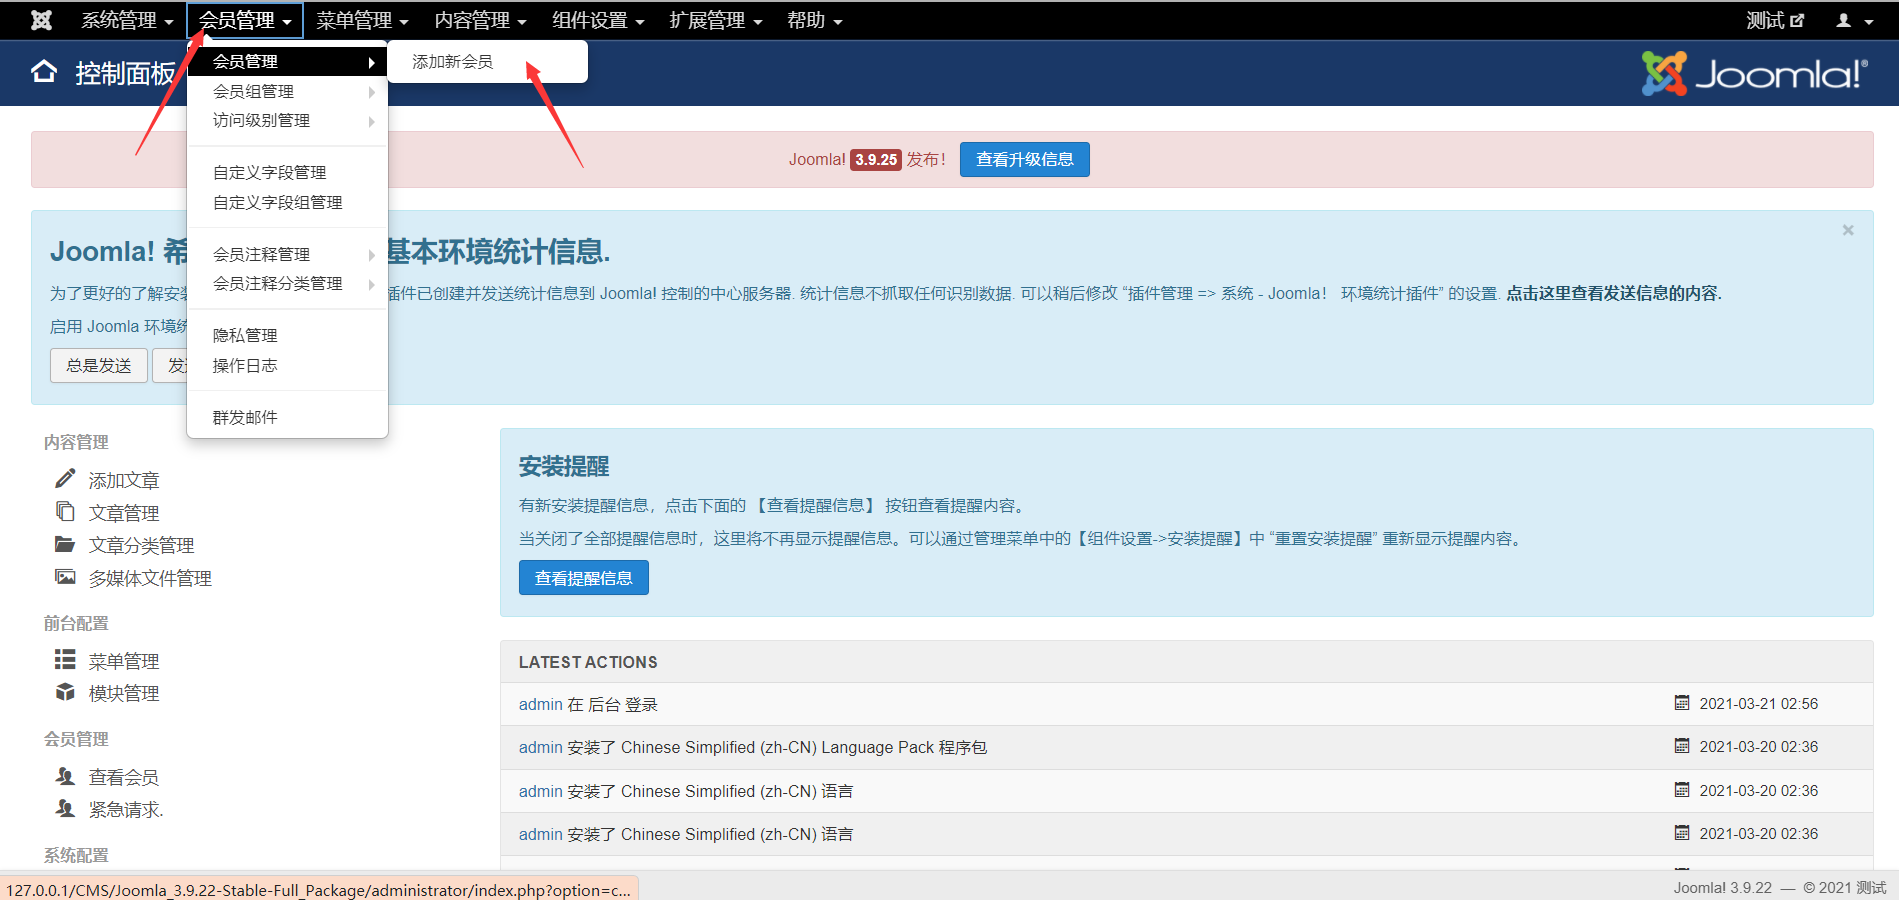 系统管理 会员管理 菜单管理 内容管理 组件设置 扩展管理 帮助 测试
控制面板
Joomla!®
会员管理
添加新会员
会员组管理
访问级别管理
自定义字段管理
自定义字段组管理
会员注释管理
会员注释分类管理
隐私管理
操作日志
群发邮件
Joomla! 3.9.25 发布! 查看升级信息
Joomla! 希 基本环境统计信息.
×
为了更好的了解安 插件已创建并发送统计信息到 Joomla! 控制的中心服务器. 统计信息不抓取任何识别数据. 可以稍后修改 “插件管理 => 系统 - Joomla! 环境统计插件” 的设置. 点击这里查看发送信息的内容.
启用 Joomla 环境
总是发送 发
内容管理
添加文章
文章管理
文章分类管理
多媒体文件管理
前台配置
菜单管理
模块管理
会员管理
查看会员
紧急请求.
系统配置
安装提醒
有新安装提醒信息，点击下面的 【查看提醒信息】 按钮查看提醒内容。
当关闭了全部提醒信息时，这里将不再显示提醒信息。可以通过管理菜单中的【组件设置->安装提醒】中 “重置安装提醒” 重新显示提醒内容。
查看提醒信息
LATEST ACTIONS
admin 在 后台 登录 2021-03-21 02:56
admin 安装了 Chinese Simplified (zh-CN) Language Pack 程序包 2021-03-20 02:36
admin 安装了 Chinese Simplified (zh-CN) 语言 2021-03-20 02:36
admin 安装了 Chinese Simplified (zh-CN) 语言 2021-03-20 02:36
127.0.0.1/CMS/Joomla_3.9.22-Stable-Full_Package/administrator/index.php?option=c...
Joomla! 3.9.22 — © 2021 测试